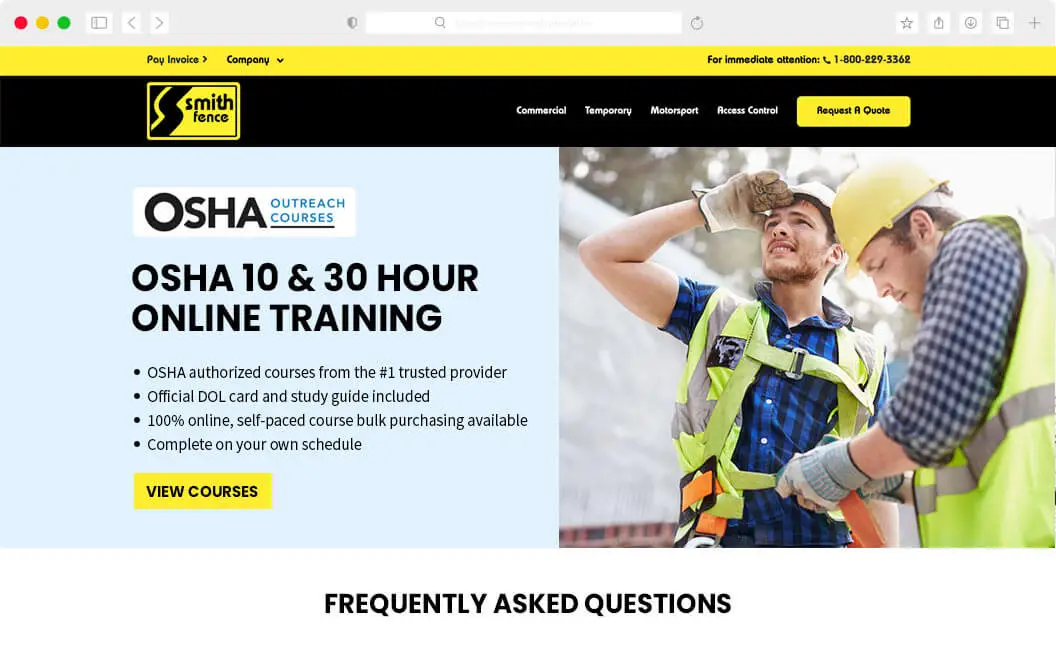 Pay Invoice
Company
For immediate attention: 1-800-229-3362
smith
fence
Commercial
Temporary
Motorsport
Access Control
Request A Quote
OSHA OUTREACH
COURSES
OSHA 10 & 30 HOUR
ONLINE TRAINING
• OSHA authorized courses from the #1 trusted provider
• Official DOL card and study guide included
• 100% online, self-paced course bulk purchasing available
• Complete on your own schedule
VIEW COURSES
FREQUENTLY ASKED QUESTIONS